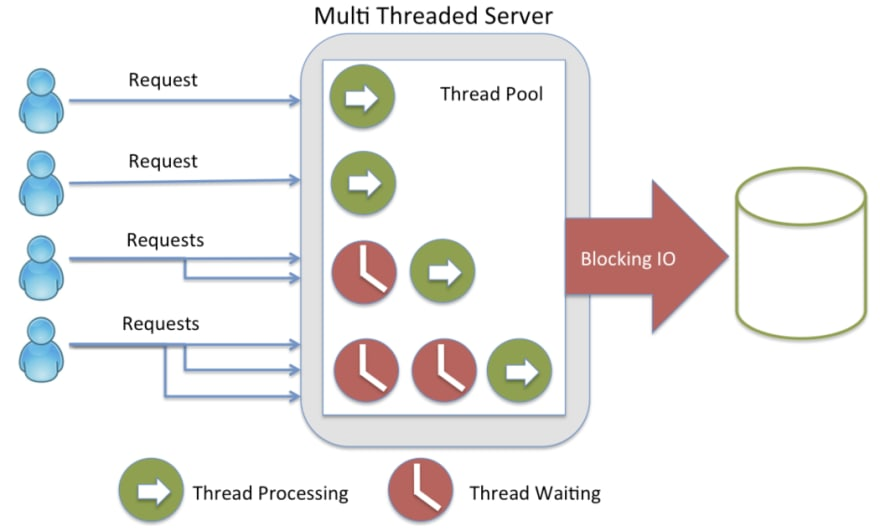 Multi Threaded Server
Request
Thread Pool
Request
Requests
Blocking IO
Requests
Thread Processing
Thread Waiting